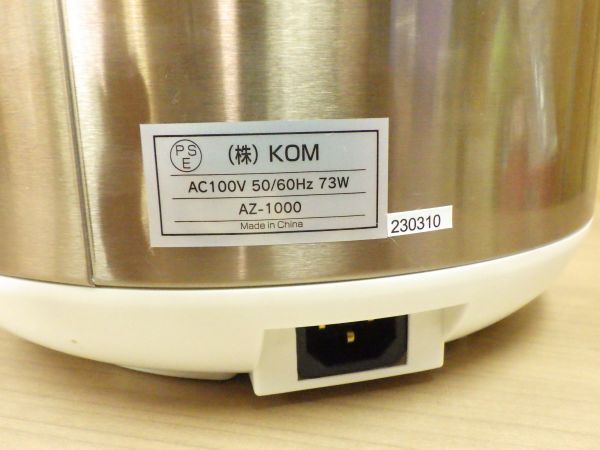 PSE (株) KOM
AC100V 50/60Hz 73W
AZ-1000
Made in China
230310